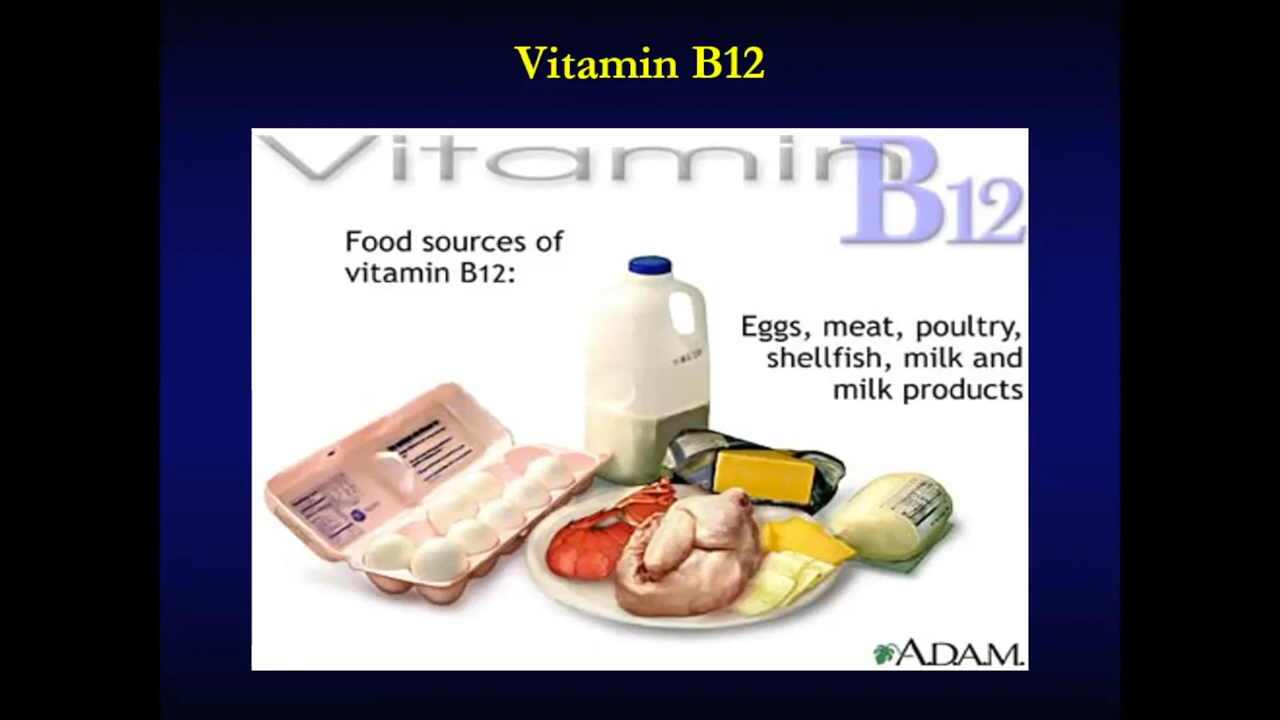 Vitamin B12
Vitamin B12
Food sources of
vitamin B12:
Eggs, meat, poultry,
shellfish, milk and
milk products
A.D.A.M.